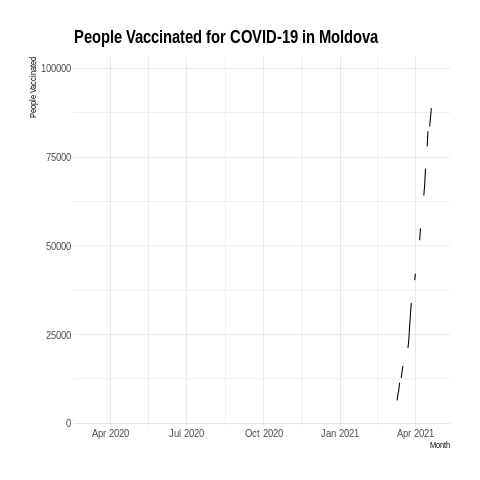 People Vaccinated for COVID-19 in Moldova
People Vaccinated
100000
75000
50000
25000
0
Apr 2020 Jul 2020 Oct 2020 Jan 2021 Apr 2021
Month